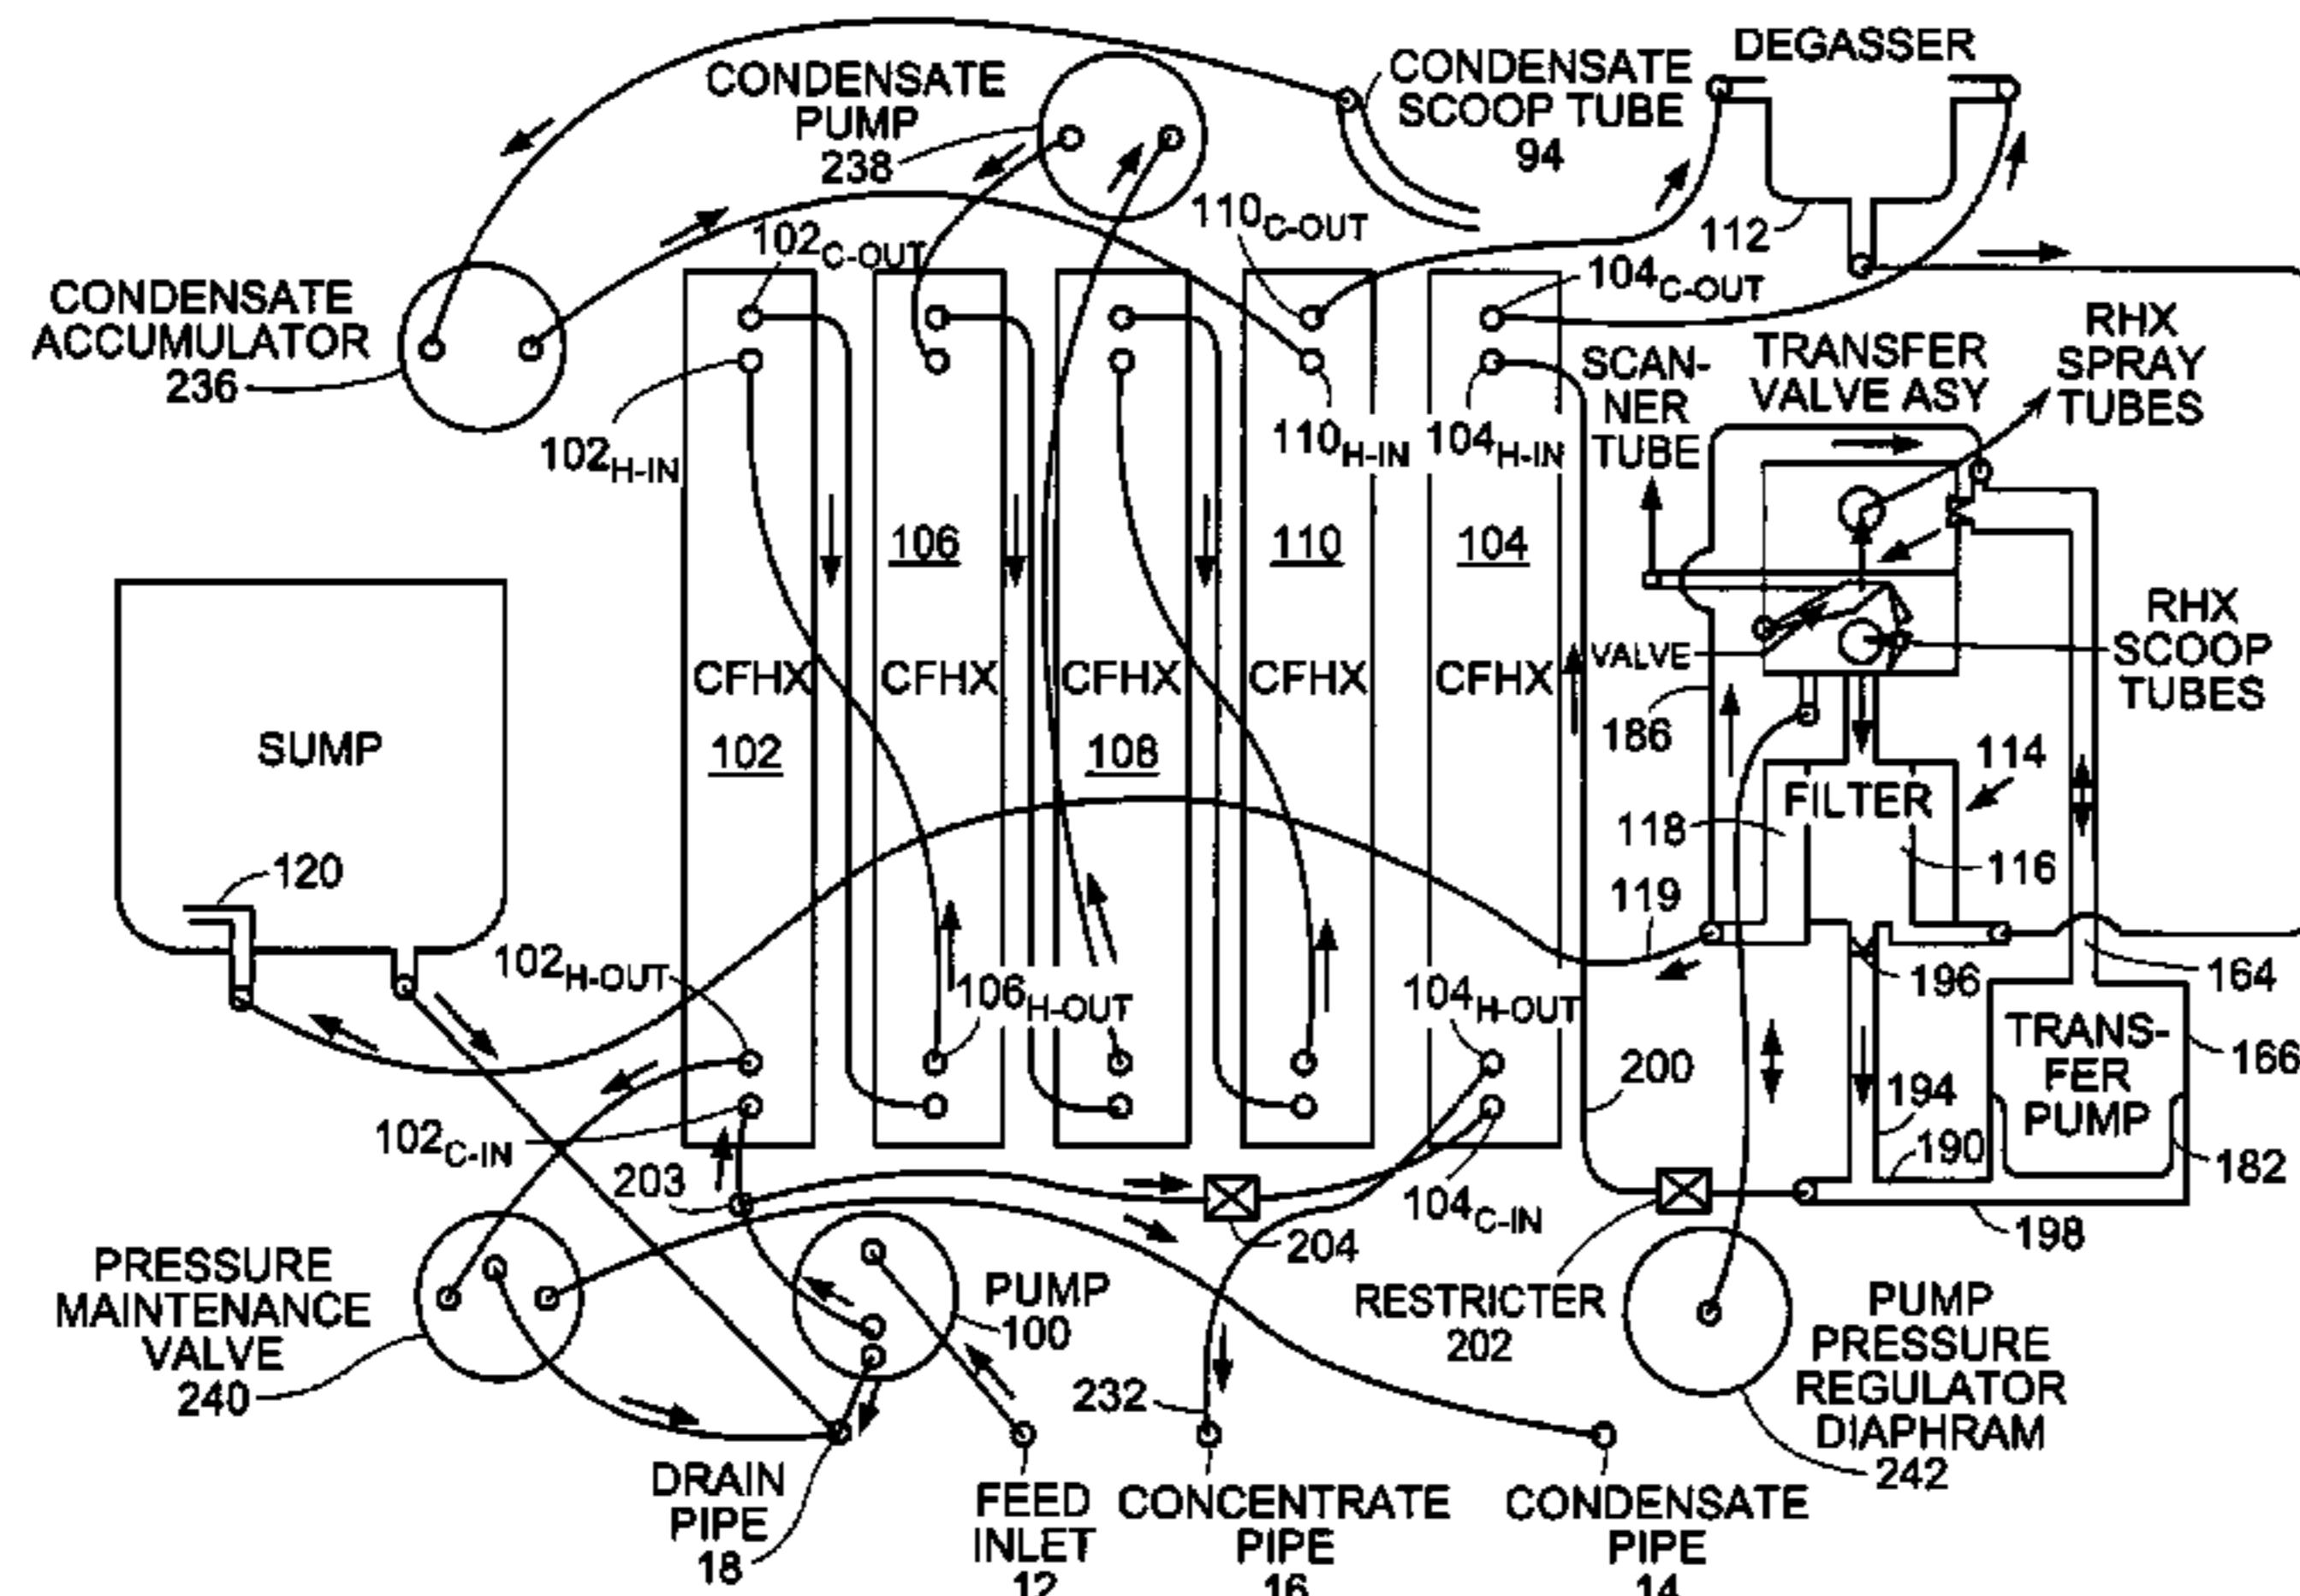 CONDENSATE
PUMP
238
CONDENSATE
SCOOP TUBE
94
DEGASSER
112
102C-OUT
110C-OUT
104C-OUT
CONDENSATE
ACCUMULATOR
236
102H-IN
110H-IN
104H-IN
SCAN-
NER
TUBE
TRANSFER
VALVE ASY
RHX
SPRAY
TUBES
106
110
104
VALVE
RHX
SCOOP
TUBES
CFHX
CFHX
CFHX
CFHX
CFHX
102
108
SUMP
186
114
FILTER
118
116
120
119
102H-OUT
106H-OUT
104H-OUT
196
164
TRANS-
FER
PUMP
166
200
194
190
182
102C-IN
203
104C-IN
204
198
PRESSURE
MAINTENANCE
VALVE
240
PUMP
100
RESTRICTER
202
PUMP
PRESSURE
REGULATOR
DIAPHRAM
242
232
DRAIN
PIPE
18
FEED
INLET
12
CONCENTRATE
PIPE
16
CONDENSATE
PIPE
14